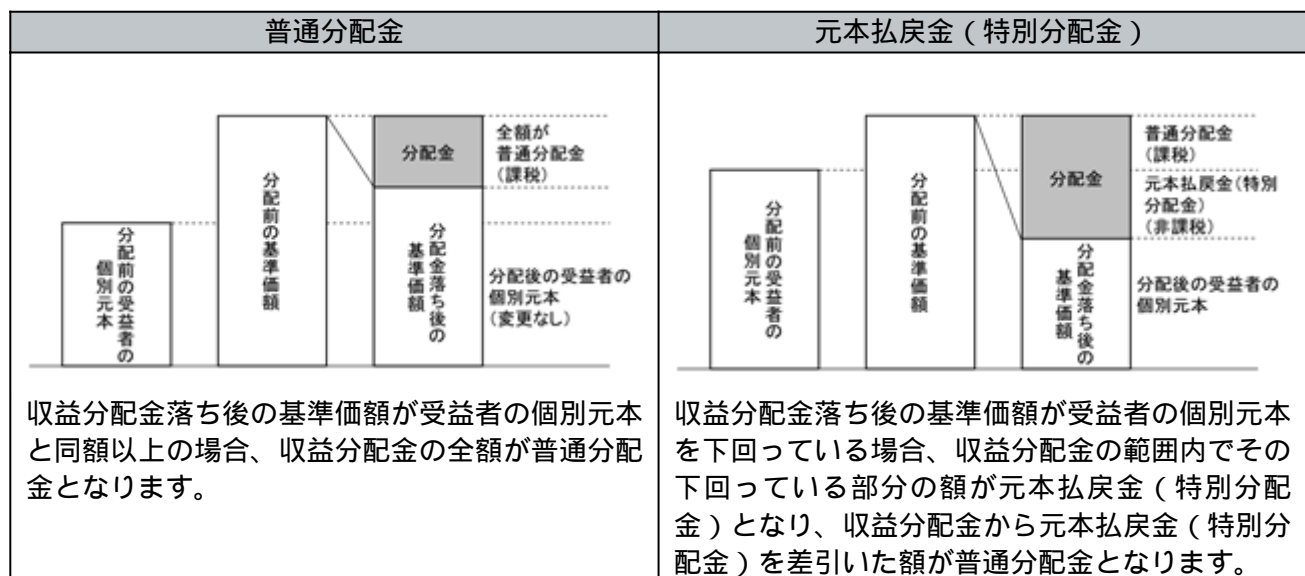 普通分配金
分配前の受益者の
個別元本
分配前の基準価額
分配金
分配金落ち後の
基準価額
全額が
普通分配金
(課税)
分配後の受益者の
個別元本
(変更なし)
収益分配金落ち後の基準価額が受益者の個別元本
と同額以上の場合、収益分配金の全額が普通分配
金となります。
元本払戻金(特別分配金)
分配前の受益者の
個別元本
分配前の基準価額
分配金
分配金落ち後の
基準価額
普通分配金
(課税)
元本払戻金(特別
分配金)
(非課税)
分配後の受益者の
個別元本
収益分配金落ち後の基準価額が受益者の個別元本
を下回っている場合、収益分配金の範囲内でその
下回っている部分の額が元本払戻金(特別分配
金)となり、収益分配金から元本払戻金(特別分
配金)を差引いた額が普通分配金となります。